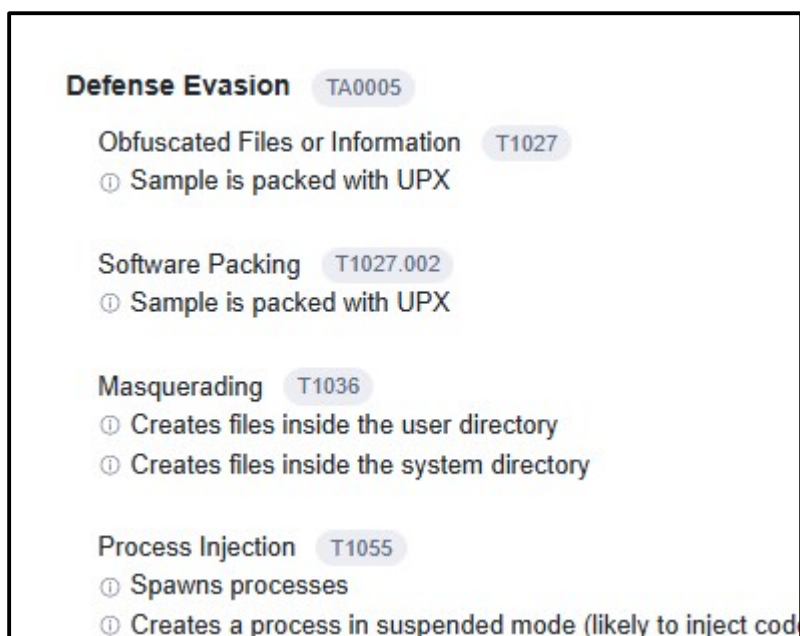 Defense Evasion TA0005
Obfuscated Files or Information T1027
Sample is packed with UPX
Software Packing T1027.002
Sample is packed with UPX
Masquerading T1036
Creates files inside the user directory
Creates files inside the system directory
Process Injection T1055
Spawns processes
Creates a process in suspended mode (likely to inject code